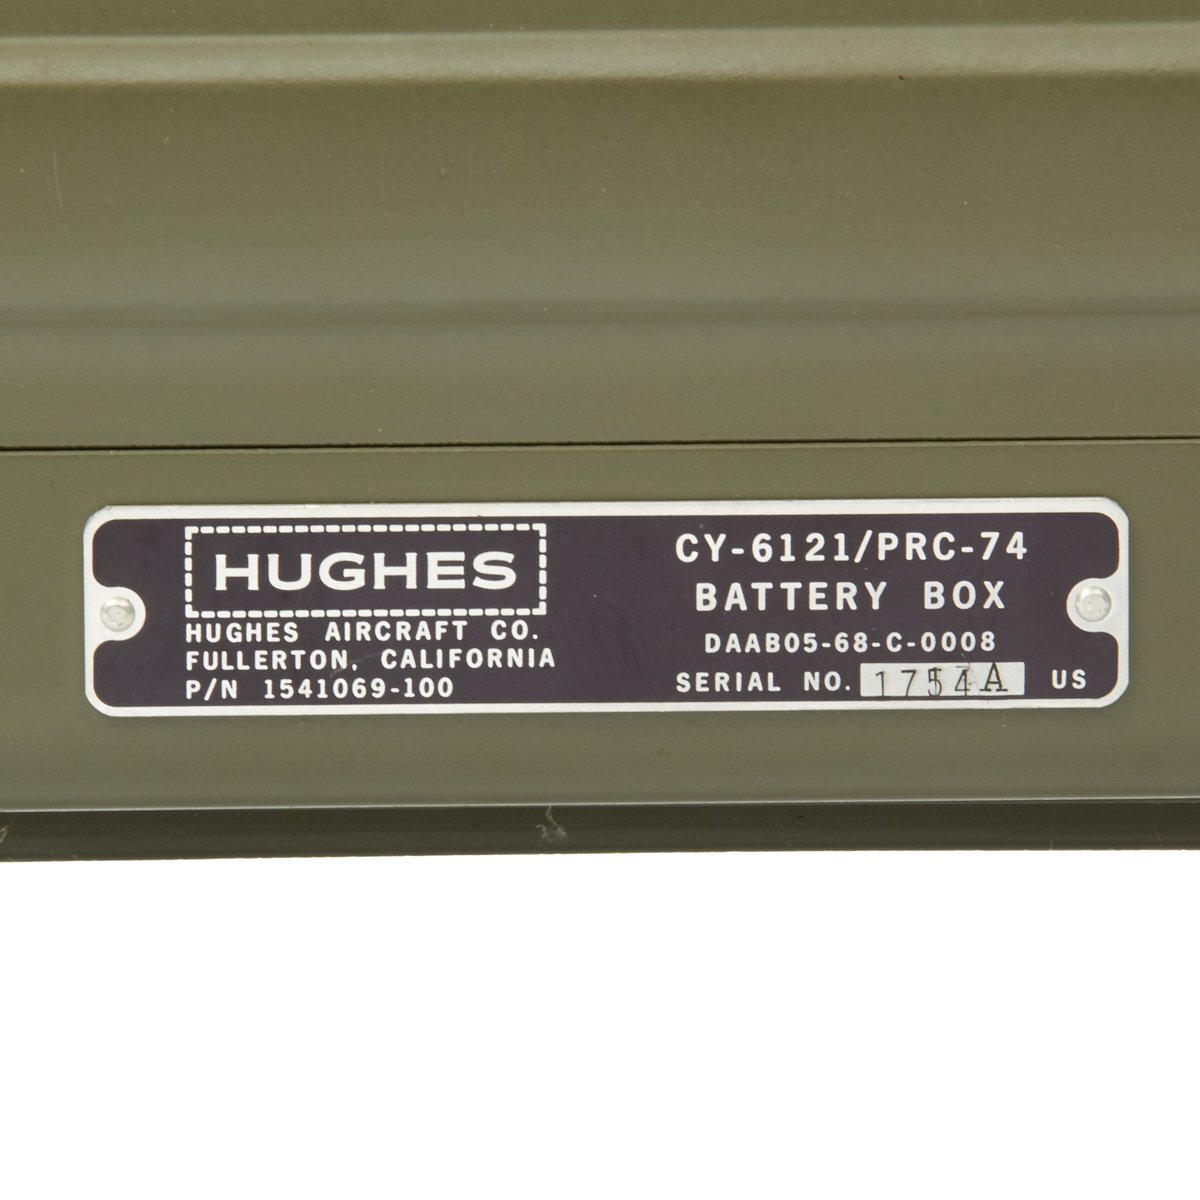 HUGHES
HUGHES AIRCRAFT CO.
FULLERTON, CALIFORNIA
P/N 1541069-100
CY-6121/PRC-74
BATTERY BOX
DAAB05-68-C-0008
SERIAL NO. 1754A US